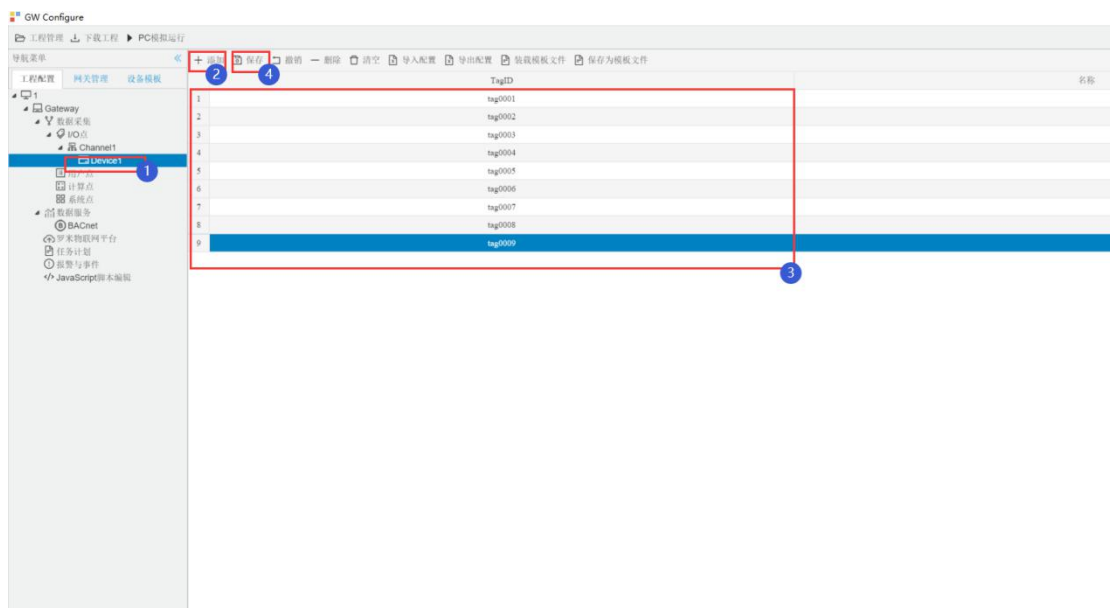 GW Configure
工程管理 下载工程 PC模拟运行
导航菜单 《
添加 保存 撤销 删除 清空 导入配置 导出配置 装载模板文件 保存为模板文件
2
4
工程配置 网关管理 设备模板
TagID 名称
1
Gateway
数据采集
I/O点
Channel1
Device1
1
用户点
计算点
系统点
数据服务
BACnet
罗米物联网平台
任务计划
报警与事件
JavaScript脚本编辑
1 tag0001
2 tag0002
3 tag0003
4 tag0004
5 tag0005
6 tag0006
7 tag0007
8 tag0008
9 tag0009
3